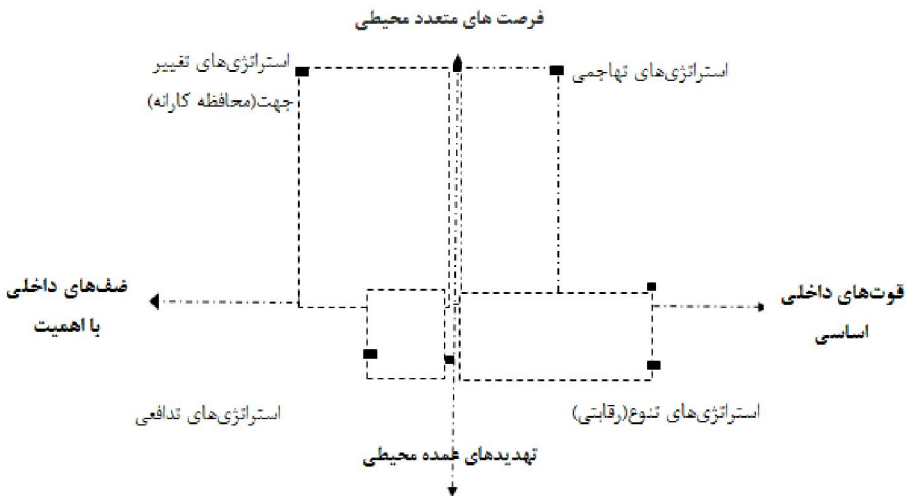 فرصت های متعدد محیطی
استراتژی‌های تهاجمی
استراتژی‌های تغییر
جهت(محافظه کارانه)
قوت‌های داخلی
اساسی
ضف‌های داخلی
با اهمیت
استراتژی‌های تنوع(رقابتی)
استراتژی‌های تدافعی
تهدیدهای عمده محیطی